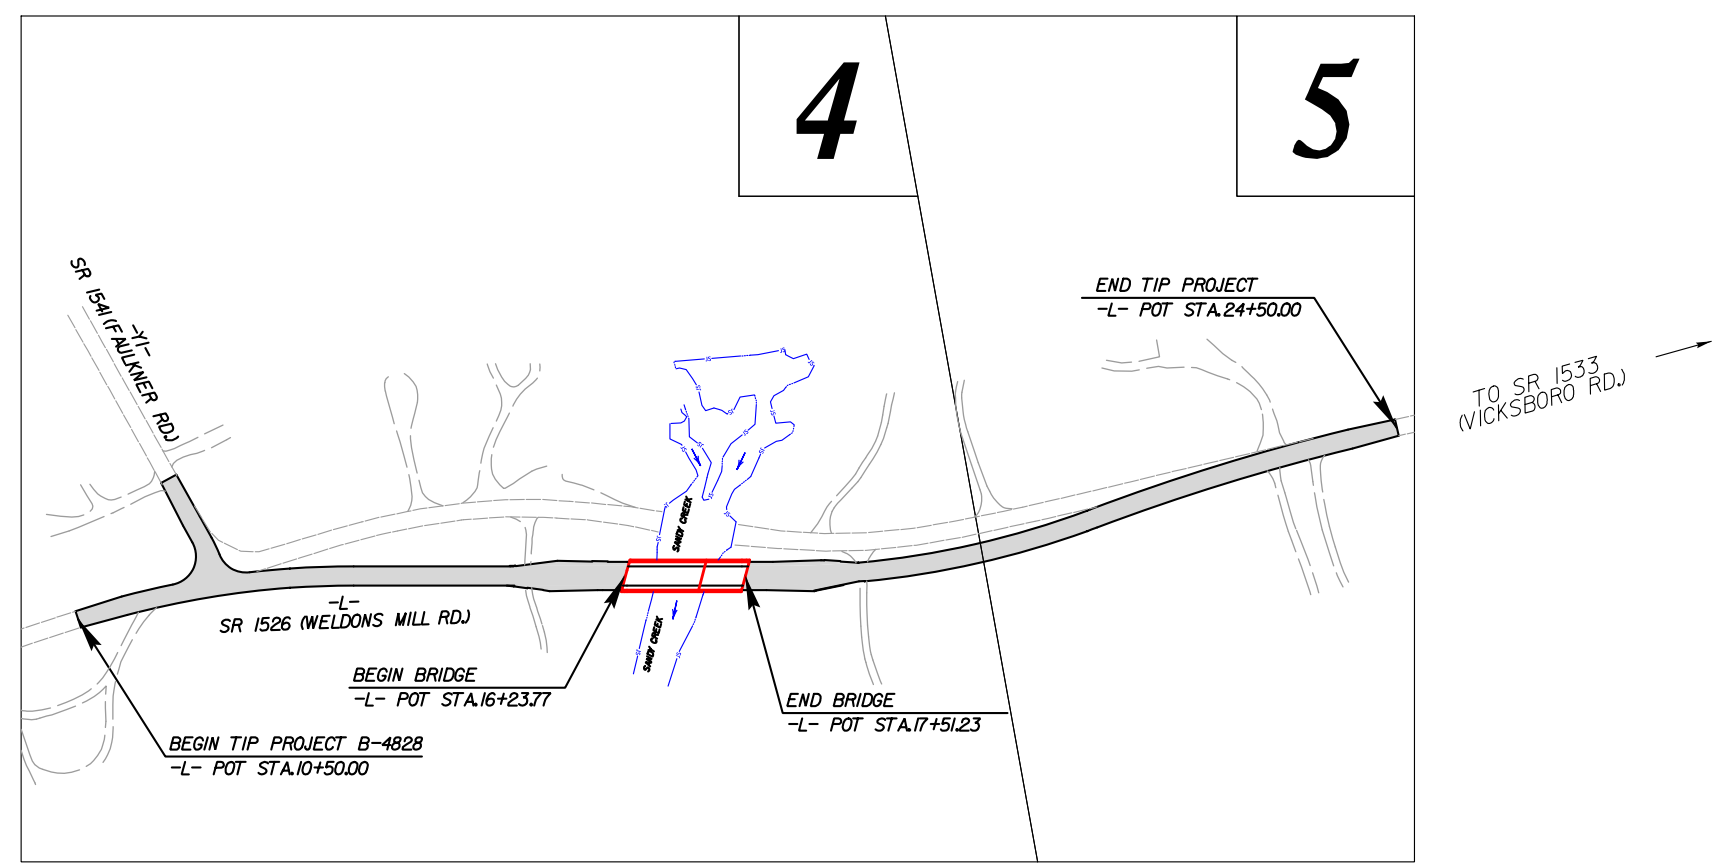 4
5
SR 1541 (FAULKNER RD.)
-Y1-
END TIP PROJECT
-L- POT STA.24+50.00
TO SR 1533
(VICKSBORO RD.)
SANDY CREEK
-L-
SR 1526 (WELDONS MILL RD.)
SANDY CREEK
BEGIN BRIDGE
-L- POT STA.16+23.77
END BRIDGE
-L- POT STA.17+51.23
BEGIN TIP PROJECT B-4828
-L- POT STA.10+50.00